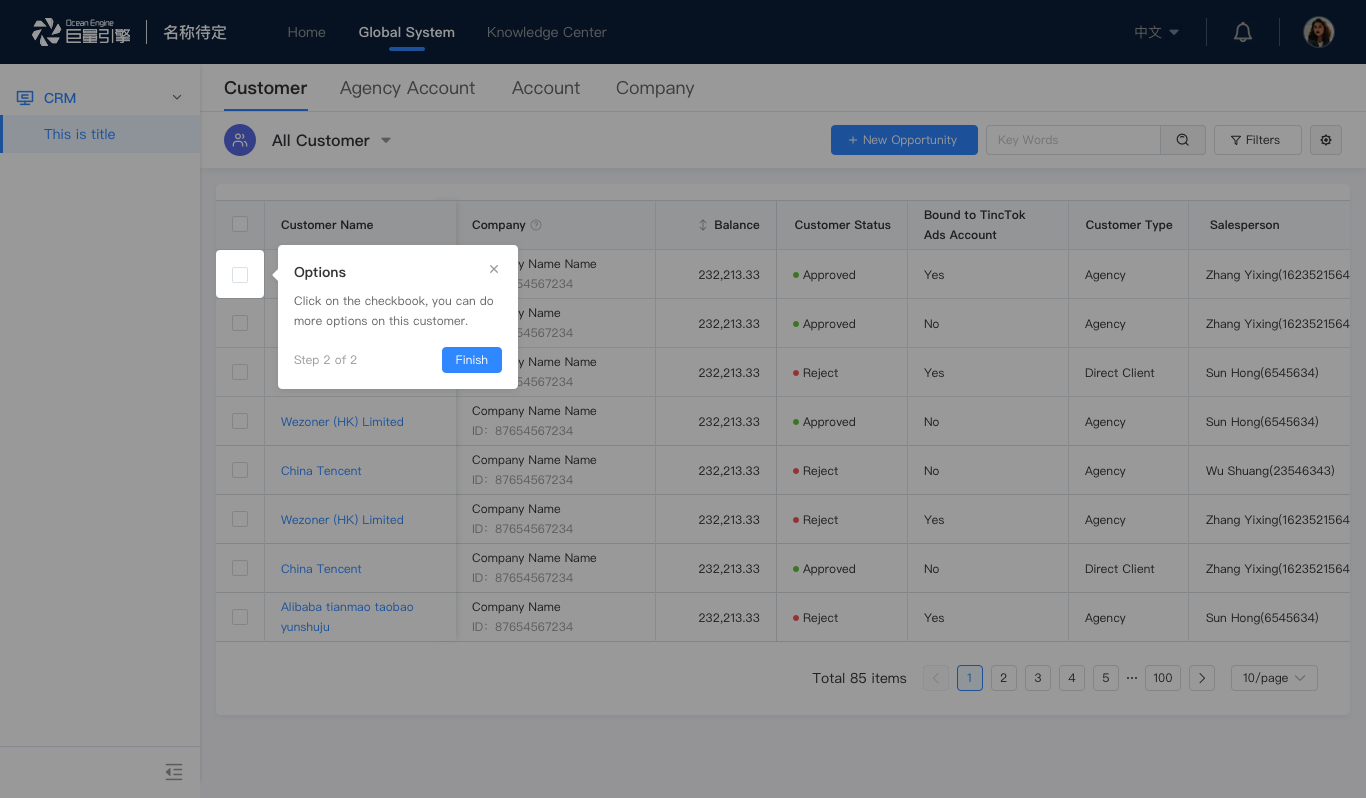 Ocean Engine
巨量引擎
名称待定
Home
Global System
Knowledge Center
中文
CRM
This is title
Customer
Agency Account
Account
Company
All Customer
+ New Opportunity
Key Words
Filters
Customer Name
Company
Balance
Customer Status
Bound to TincTok
Ads Account
Customer Type
Salesperson
Options
Click on the checkbook, you can do
more options on this customer.
Step 2 of 2
Finish
y Name Name
654567234
232,213.33
Approved
Yes
Agency
Zhang Yixing(1623521564
y Name
654567234
232,213.33
Approved
No
Agency
Zhang Yixing(1623521564
y Name Name
654567234
232,213.33
Reject
Yes
Direct Client
Sun Hong(6545634)
Wezoner (HK) Limited
Company Name Name
ID：87654567234
232,213.33
Approved
No
Agency
Sun Hong(6545634)
China Tencent
Company Name Name
ID：87654567234
232,213.33
Reject
No
Agency
Wu Shuang(23546343)
Wezoner (HK) Limited
Company Name
ID：87654567234
232,213.33
Reject
Yes
Agency
Zhang Yixing(1623521564
China Tencent
Company Name Name
ID：87654567234
232,213.33
Approved
No
Direct Client
Zhang Yixing(1623521564
Alibaba tianmao taobao
yunshuju
Company Name
ID：87654567234
232,213.33
Reject
Yes
Agency
Sun Hong(6545634)
Total 85 items
1
2
3
4
5
···
100
10/page